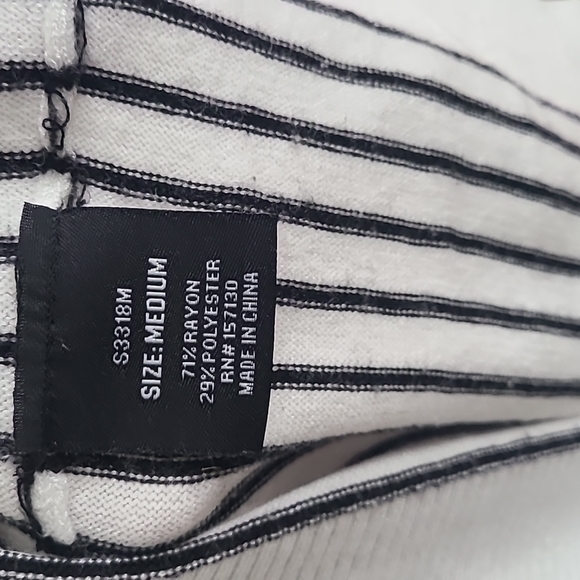 S3318M
SIZE:MEDIUM
71% RAYON
29% POLYESTER
RN# 157130
MADE IN CHINA